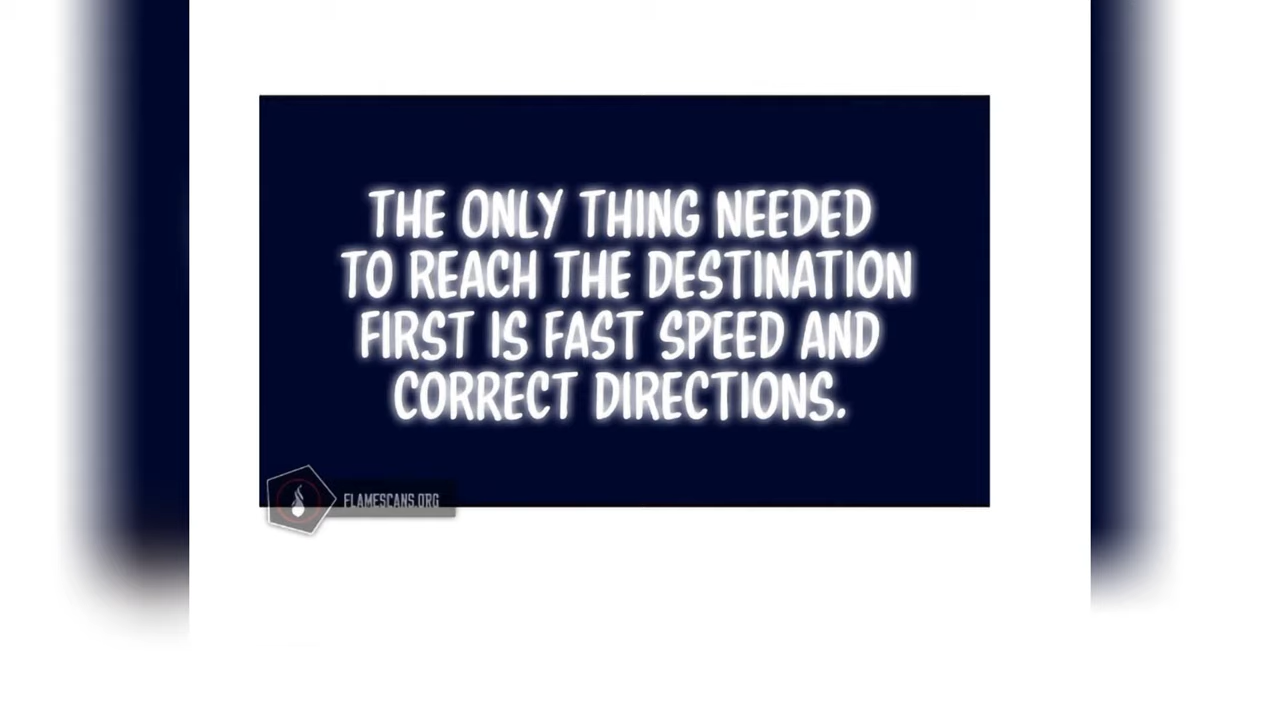 THE ONLY THING NEEDED
TO REACH THE DESTINATION
FIRST IS FAST SPEED AND
CORRECT DIRECTIONS.
FLAMESCANS.ORG